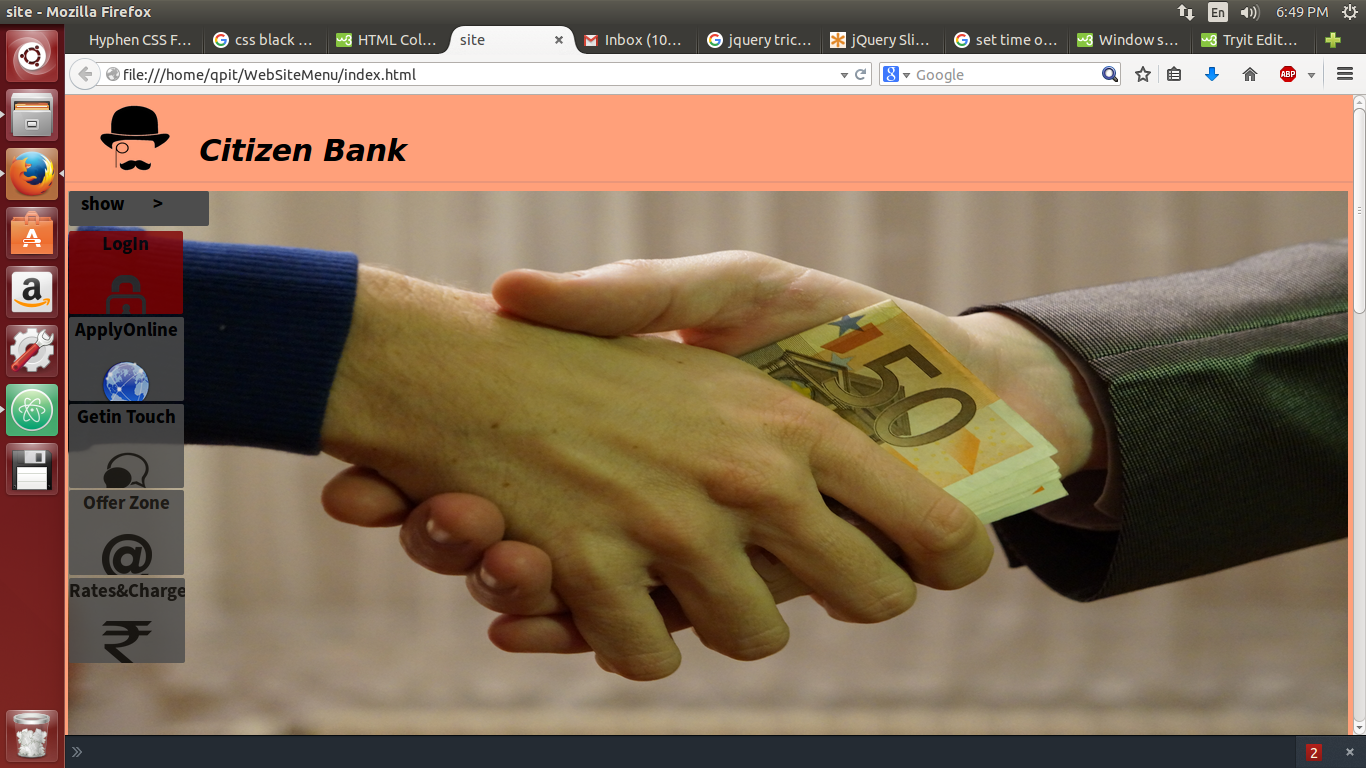 site - Mozilla Firefox
En
6:49 PM
Hyphen CSS F...
css black ...
HTML Col...
site
Inbox (10...
jquery tric...
jQuery Sli...
set time o...
Window s...
Tryit Edit...
file:///home/qpit/WebSiteMenu/index.html
8
Google
ABP
Citizen Bank
show >
LogIn
ApplyOnline
Getin Touch
Offer Zone
@
Rates&Charge
₹
50
a
2